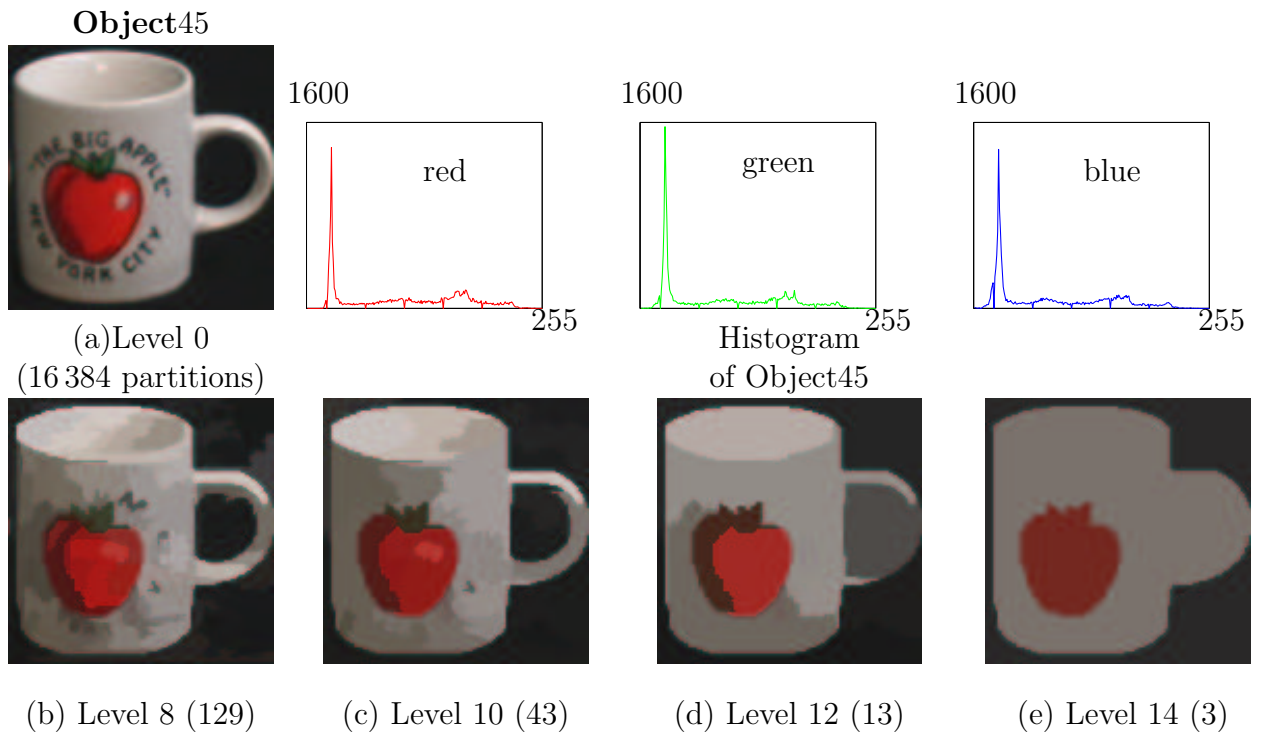 Object45
"THE BIG APPLE"
NEW YORK CITY
1600
red
255
1600
green
255
1600
blue
255
(a)Level 0
(16 384 partitions)
Histogram
of Object45
(b) Level 8 (129)
(c) Level 10 (43)
(d) Level 12 (13)
(e) Level 14 (3)